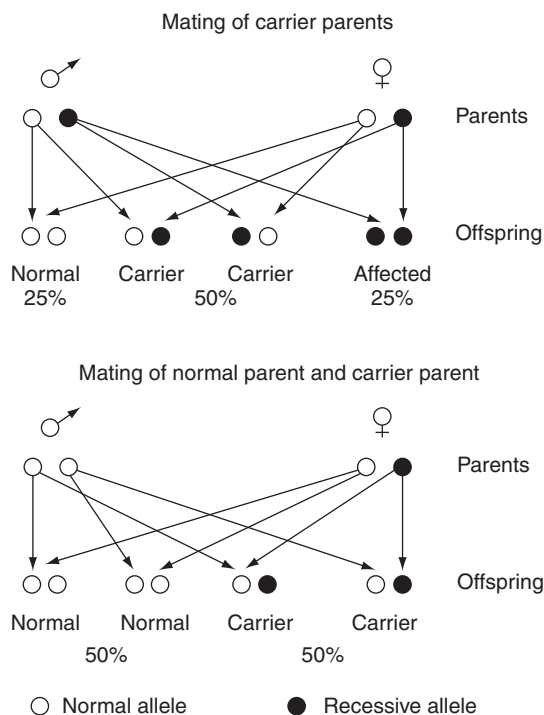 Mating of carrier parents
Parents
Offspring
Normal Carrier Carrier Affected
25% 50% 25%
Mating of normal parent and carrier parent
Parents
Offspring
Normal Normal Carrier Carrier
50% 50%
Normal allele Recessive allele